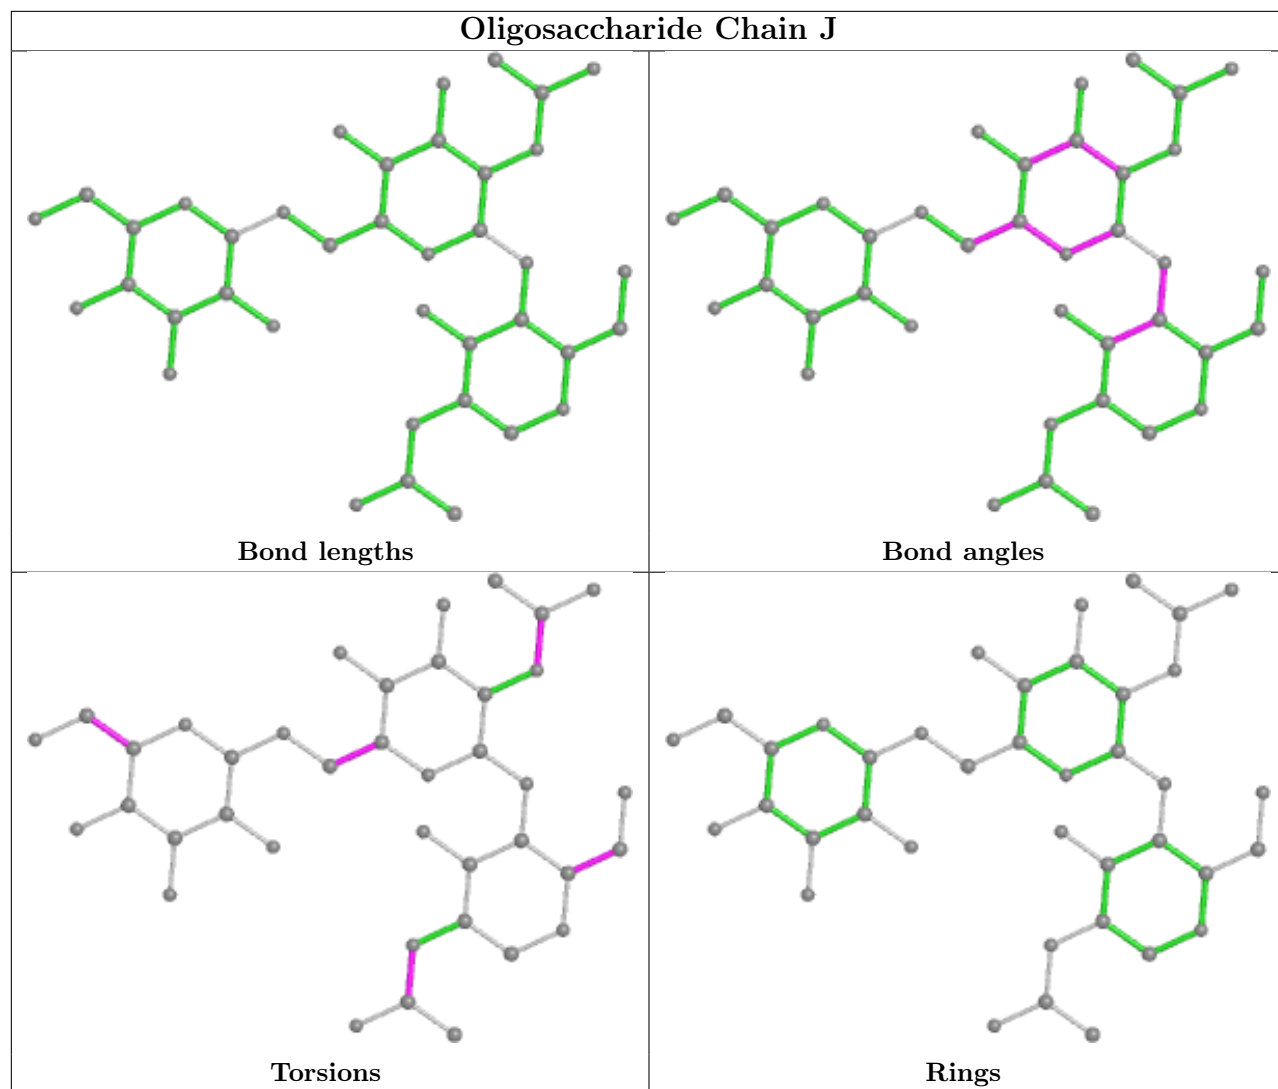 Oligosaccharide Chain J
Bond lengths
Bond angles
Torsions
Rings